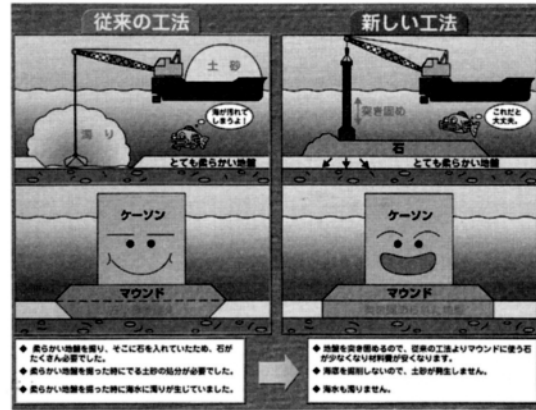 従来の工法
土砂
濁り
海が汚れて
しまうよ！
とても柔らかい地盤
ケーソン
マウンド
◆ 柔らかい地盤を掘り、そこに石を入れていたため、石が
たくさん必要でした。
◆ 柔らかい地盤を掘った時にでる土砂の処分が必要でした。
◆ 柔らかい地盤を掘った時に海水に濁りが生じていました。
新しい工法
突き固め
これだと
大丈夫。
石
とても柔らかい地盤
ケーソン
マウンド
◆ 地盤を突き固めるので、従来の工法よりマウンドに使う石
が少なくなり材料費が安くなります。
◆ 海底を掘削しないので、土砂が発生しません。
◆ 海水も濁りません。